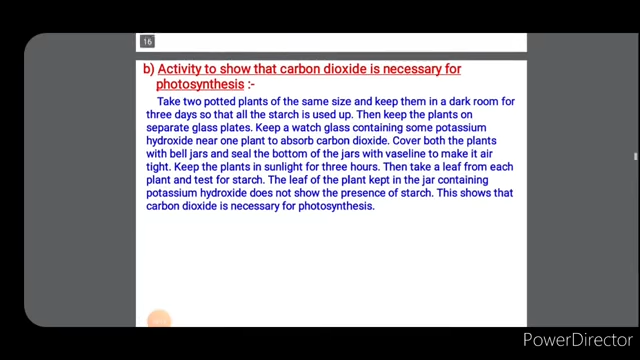 16
b) Activity to show that carbon dioxide is necessary for
photosynthesis :-
Take two potted plants of the same size and keep them in a dark room for
three days so that all the starch is used up. Then keep the plants on
separate glass plates. Keep a watch glass containing some potassium
hydroxide near one plant to absorb carbon dioxide. Cover both the plants
with bell jars and seal the bottom of the jars with vaseline to make it air
tight. Keep the plants in sunlight for three hours. Then take a leaf from each
plant and test for starch. The leaf of the plant kept in the jar containing
potassium hydroxide does not show the presence of starch. This shows that
carbon dioxide is necessary for photosynthesis.
PowerDirector